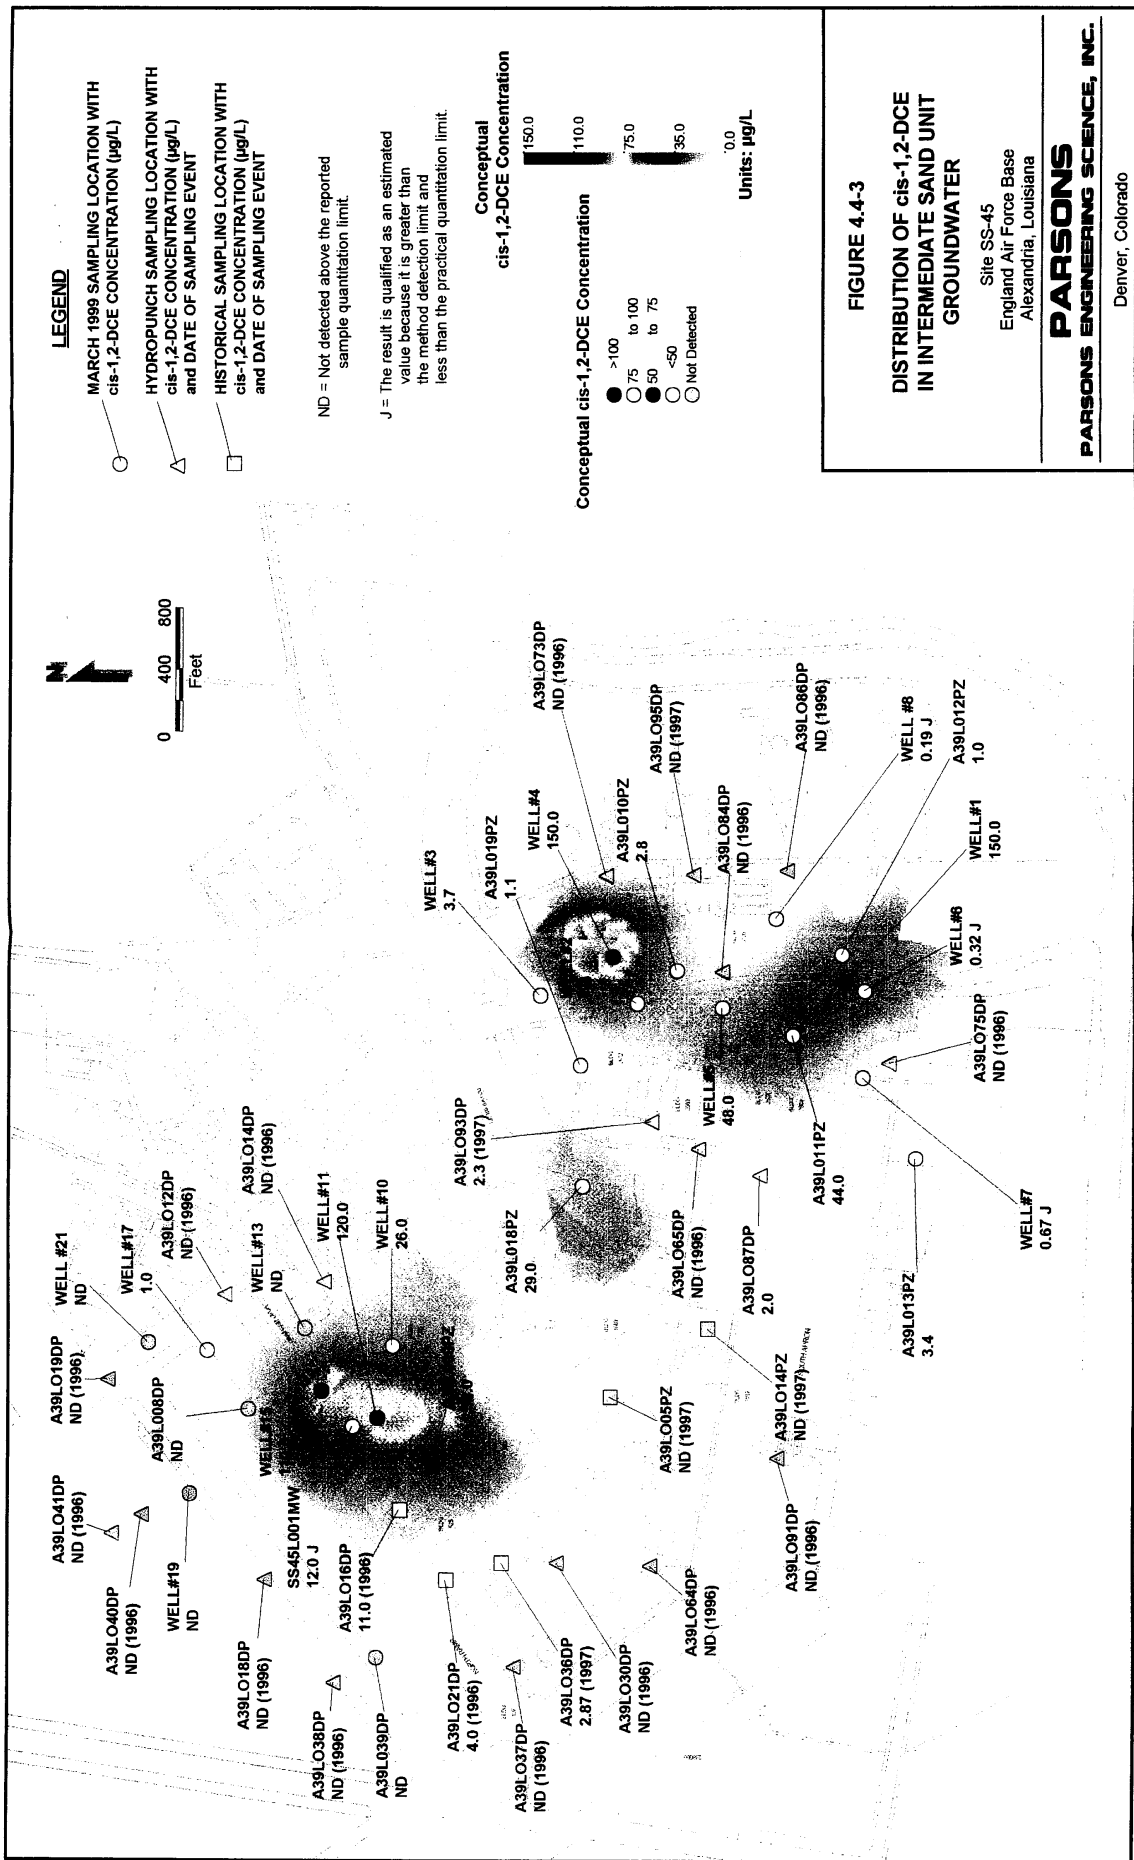 LEGEND
MARCH 1999 SAMPLING LOCATION WITH
cis-1,2-DCE CONCENTRATION (µg/L)
HYDROPUNCH SAMPLING LOCATION WITH
cis-1,2-DCE CONCENTRATION (µg/L)
and DATE OF SAMPLING EVENT
HISTORICAL SAMPLING LOCATION WITH
cis-1,2-DCE CONCENTRATION (µg/L)
and DATE OF SAMPLING EVENT
ND = Not detected above the reported
sample quantitation limit.
J = The result is qualified as an estimated
value because it is greater than
the method detection limit and
less than the practical quantitation limit.
Conceptual
cis-1,2-DCE Concentration
150.0
110.0
75.0
35.0
0.0
Units: µg/L
Conceptual cis-1,2-DCE Concentration
>100
75 to 100
50 to 75
<50
Not Detected
N
0 400 800
Feet
WELL #21
ND
WELL#17
1.0
A39LO12DP
ND (1996)
A39LO14DP
ND (1996)
WELL#13
ND
WELL#11
120.0
WELL#10
26.0
A39LO19DP
ND (1996)
A39L008DP
ND
A39LO41DP
ND (1996)
A39LO40DP
ND (1996)
WELL#19
ND
A39LO18DP
ND (1996)
SS45L001MW
12.0 J
A39LO16DP
11.0 (1996)
A39LO38DP
ND (1996)
A39L039DP
ND
A39LO21DP
4.0 (1996)
A39LO37DP
ND (1996)
A39LO36DP
2.87 (1997)
A39LO30DP
ND (1996)
A39LO64DP
ND (1996)
A39LO05PZ
ND (1997)
A39LO14PZ
ND (1997)
A39LO91DP
ND (1996)
A39LO93DP
2.3 (1997)
A39L018PZ
29.0
A39LO65DP
ND (1996)
A39LO87DP
2.0
A39L013PZ
3.4
WELL#7
0.67 J
A39L011PZ
44.0
48.0
WELL#3
3.7
A39L019PZ
1.1
WELL#4
150.0
A39L010PZ
2.8
A39LO73DP
ND (1996)
A39LO95DP
ND (1997)
A39LO84DP
ND (1996)
A39LO86DP
ND (1996)
WELL #8
0.19 J
A39L012PZ
1.0
WELL#1
150.0
WELL#6
0.32 J
A39LO75DP
ND (1996)
FIGURE 4.4-3
DISTRIBUTION OF cis-1,2-DCE
IN INTERMEDIATE SAND UNIT
GROUNDWATER
Site SS-45
England Air Force Base
Alexandria, Louisiana
PARSONS
PARSONS ENGINEERING SCIENCE, INC.
Denver, Colorado